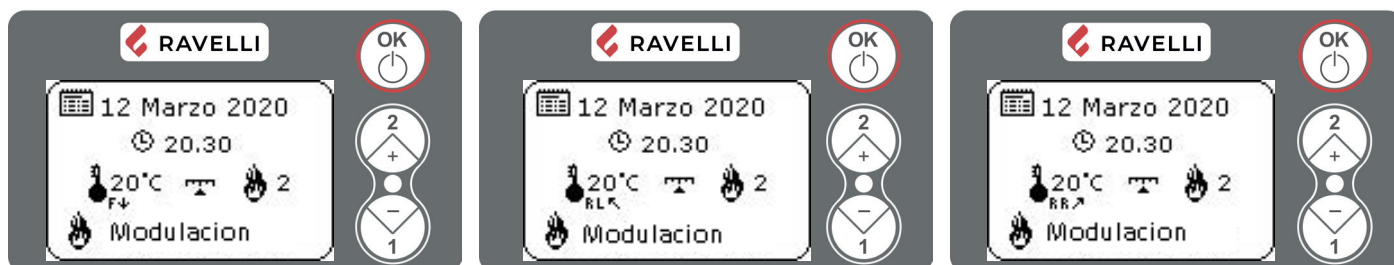 RAVELLI
OK
12 Marzo 2020
20.30
20°C 2
F↓
Modulacion
2
+
−
1
RAVELLI
OK
12 Marzo 2020
20.30
20°C 2
RL↖
Modulacion
2
+
−
1
RAVELLI
OK
12 Marzo 2020
20.30
20°C 2
RR↗
Modulacion
2
+
−
1